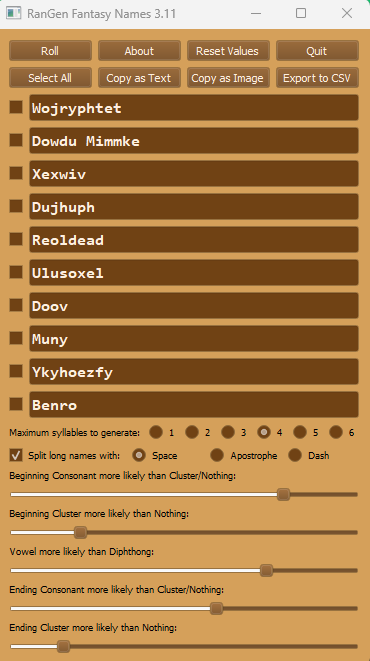 RanGen Fantasy Names 3.11
Roll About Reset Values Quit
Select All Copy as Text Copy as Image Export to CSV
Wojryphtet
Dowdu Mimmke
Xexwiv
Dujhuph
Reoldead
Ulusoxel
Doov
Muny
Ykyhoezfy
Benro
Maximum syllables to generate: 1 2 3 4 5 6
Split long names with: Space Apostrophe Dash
Beginning Consonant more likely than Cluster/Nothing:
Beginning Cluster more likely than Nothing:
Vowel more likely than Diphthong:
Ending Consonant more likely than Cluster/Nothing:
Ending Cluster more likely than Nothing: